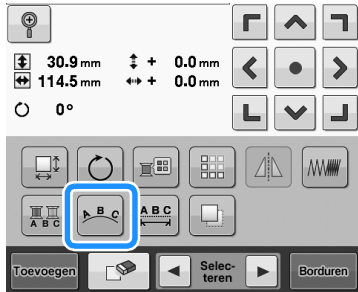 30.9 mm + 0.0 mm
114.5 mm + 0.0 mm
0°
A B C
A B C
A B C
Toevoegen Selec-
teren Borduren